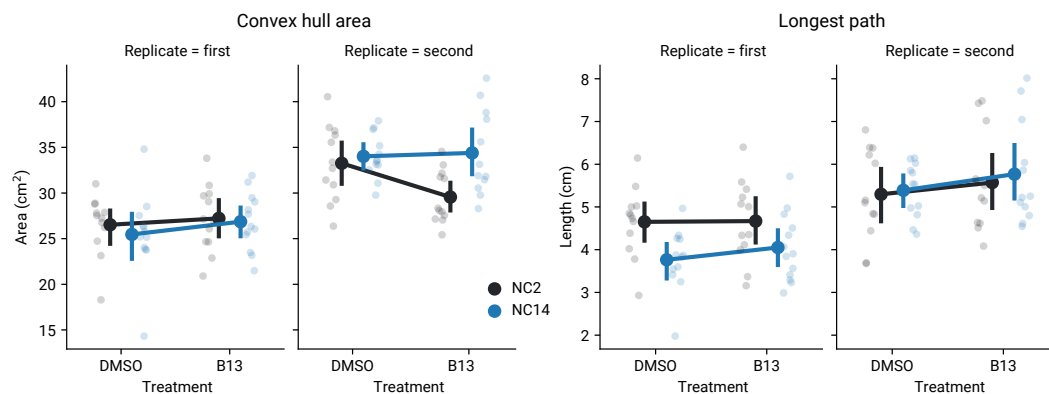 Convex hull area
Longest path
Replicate = first
Replicate = second
Replicate = first
Replicate = second
Area (cm²)
40
35
30
25
20
15
NC2
NC14
Length (cm)
8
7
6
5
4
3
2
DMSO
B13
DMSO
B13
DMSO
B13
DMSO
B13
Treatment
Treatment
Treatment
Treatment